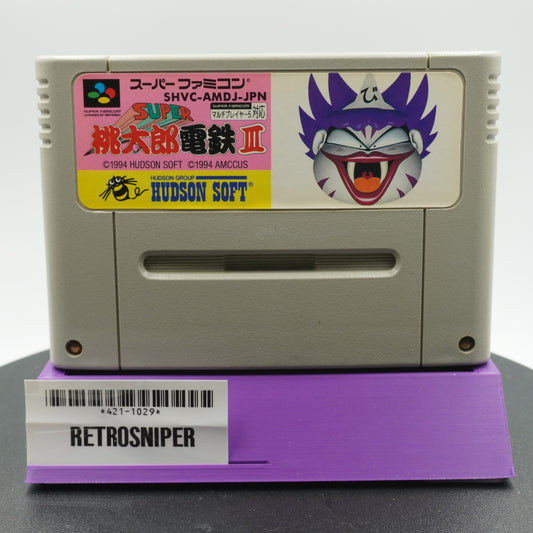 スーパーファミコン®
SHVC-AMDJ-JPN
SUPER FAMICOM
LICENSED BY NINTENDO
SUPER FAMICOM
マルチプレイヤー5対応
SUPER
桃太郎電鉄III
©1994 HUDSON SOFT ©1994 AMCCUS
HUDSON GROUP
HUDSON SOFT®
び
*421-1029*
RETROSNIPER